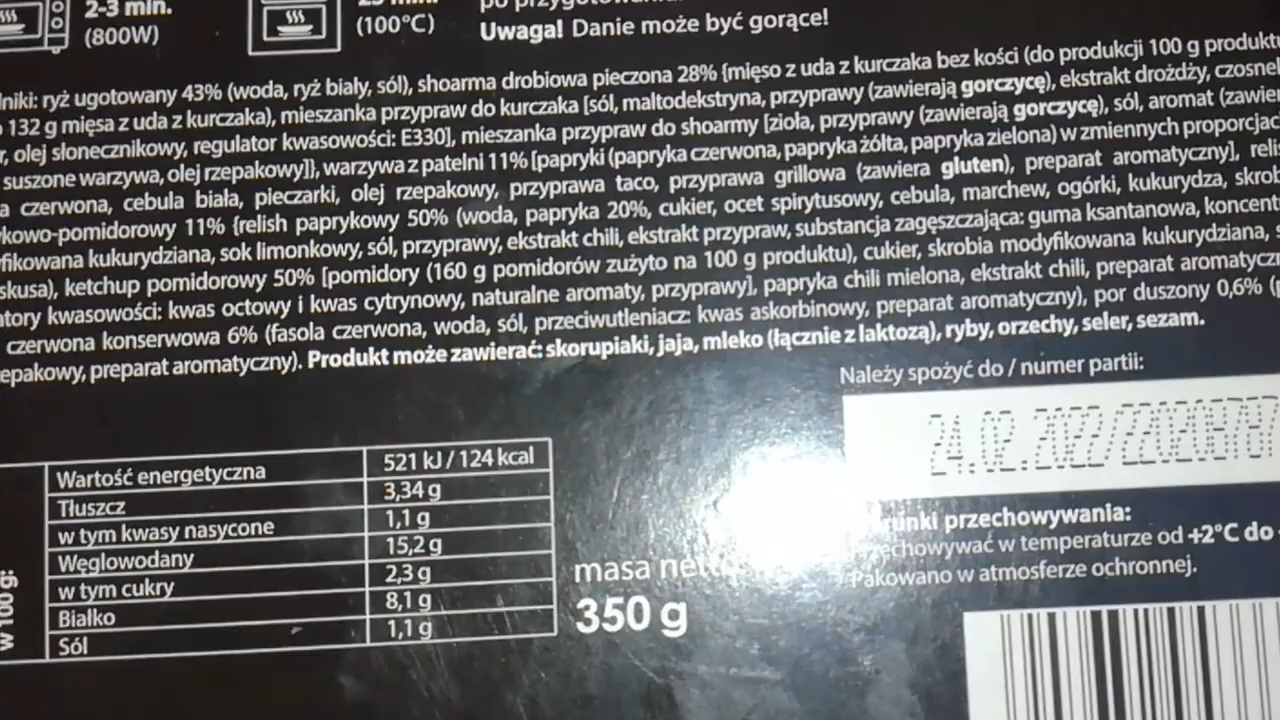 2-3 min.
(800W)
(100°C)
Uwaga! Danie może być gorące!
ryż ugotowany 43% (woda, ryż biały, sól), shoarma drobiowa pieczona 28% {mięso z uda z kurczaka bez kości (do produkcji 100 g
132 g mięsa z uda z kurczaka), mieszanka przypraw do kurczaka [sól, maltodekstryna, przyprawy (zawierają gorczycę), ekstrakt drożdży,
olej słonecznikowy, regulator kwasowości: E330], mieszanka przypraw do shoarmy [zioła, przyprawy (zawierają gorczycę), sól, aromat
suszone warzywa, olej rzepakowy]}, warzywa z patelni 11% [papryki (papryka czerwona, papryka żółta, papryka zielona) w zmiennych
czerwona, cebula biała, pieczarki, olej rzepakowy, przyprawa taco, przyprawa grillowa (zawiera gluten), preparat aromatyczny],
11% {relish paprykowy 50% (woda, papryka 20%, cukier, ocet spirytusowy, cebula, marchew, ogórki, kukurydza,
kukurydziana, sok limonkowy, sól, przyprawy, ekstrakt chili, ekstrakt przypraw, substancja zagęszczająca: guma ksantanowa,
ketchup pomidorowy 50% [pomidory (160 g pomidorów zużyto na 100 g produktu), cukier, skrobia modyfikowana kukurydziana,
kwasowości: kwas octowy i kwas cytrynowy, naturalne aromaty, przyprawy], papryka chili mielona, ekstrakt chili, preparat
czerwona konserwowa 6% (fasola czerwona, woda, sól, przeciwutleniacz: kwas askorbinowy, preparat aromatyczny), por duszony 0,6%
preparat aromatyczny). Produkt może zawierać: skorupiaki, jaja, mleko (łącznie z laktozą), ryby, orzechy, seler, sezam.
Należy spożyć do / numer partii:
24.02.2022/
w 100 g:
Wartość energetyczna 521 kJ / 124 kcal
Tłuszcz 3,34 g
w tym kwasy nasycone 1,1 g
Węglowodany 15,2 g
w tym cukry 2,3 g
Białko 8,1 g
Sól 1,1 g
masa netto
350 g
przechowywania:
w temperaturze od +2°C do
Pakowano w atmosferze ochronnej.